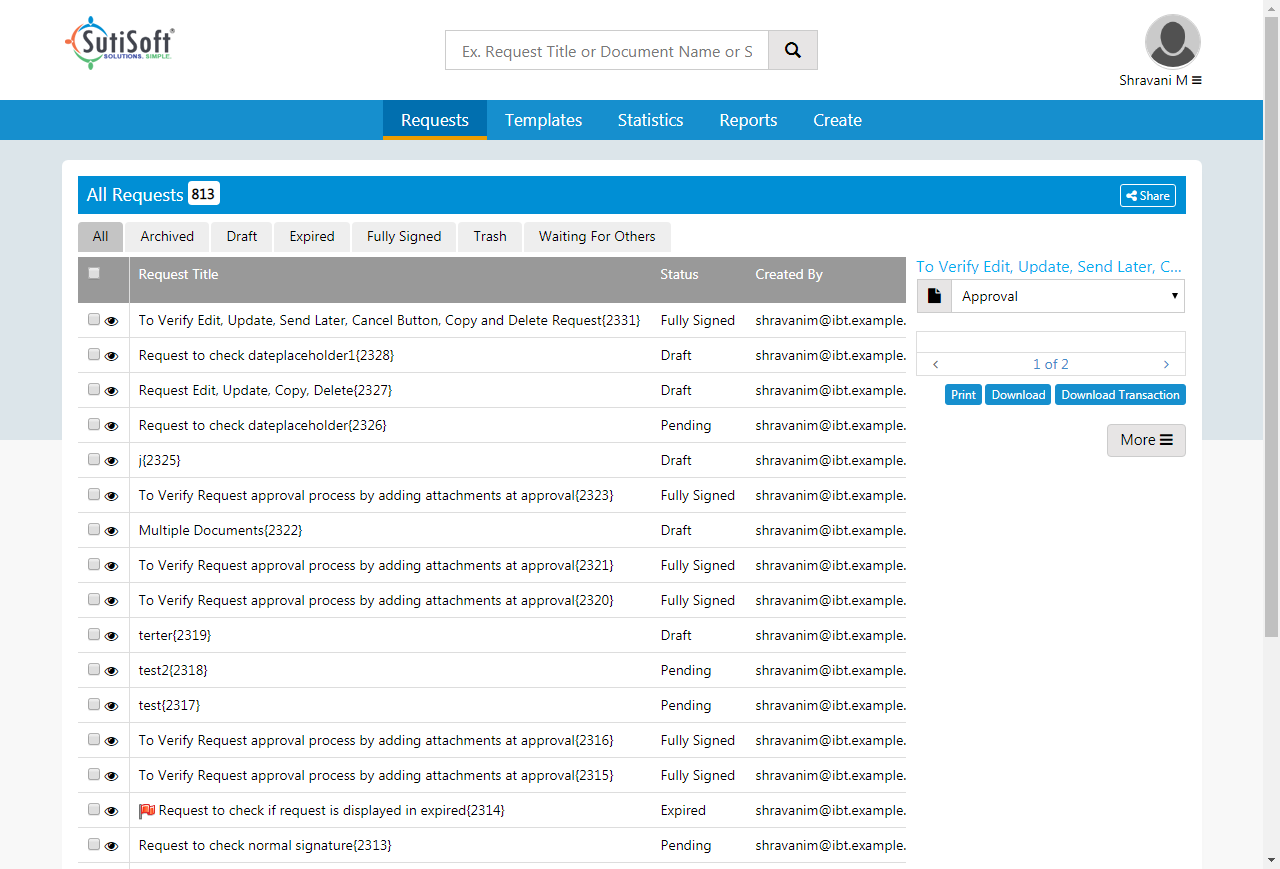 SutiSoft®
SOLUTIONS. SIMPLE.
Ex. Request Title or Document Name or S
Shravani M
Requests Templates Statistics Reports Create
All Requests 813
Share
All Archived Draft Expired Fully Signed Trash Waiting For Others
Request Title Status Created By
To Verify Edit, Update, Send Later, Cancel Button, Copy and Delete Request{2331} Fully Signed shravanim@ibt.example.
Request to check dateplaceholder1{2328} Draft shravanim@ibt.example.
Request Edit, Update, Copy, Delete{2327} Draft shravanim@ibt.example.
Request to check dateplaceholder{2326} Pending shravanim@ibt.example.
j{2325} Draft shravanim@ibt.example.
To Verify Request approval process by adding attachments at approval{2323} Fully Signed shravanim@ibt.example.
Multiple Documents{2322} Draft shravanim@ibt.example.
To Verify Request approval process by adding attachments at approval{2321} Fully Signed shravanim@ibt.example.
To Verify Request approval process by adding attachments at approval{2320} Fully Signed shravanim@ibt.example.
terter{2319} Draft shravanim@ibt.example.
test2{2318} Pending shravanim@ibt.example.
test{2317} Pending shravanim@ibt.example.
To Verify Request approval process by adding attachments at approval{2316} Fully Signed shravanim@ibt.example.
To Verify Request approval process by adding attachments at approval{2315} Fully Signed shravanim@ibt.example.
Request to check if request is displayed in expired{2314} Expired shravanim@ibt.example.
Request to check normal signature{2313} Pending shravanim@ibt.example.
To Verify Edit, Update, Send Later, C...
Approval
1 of 2
Print Download Download Transaction
More